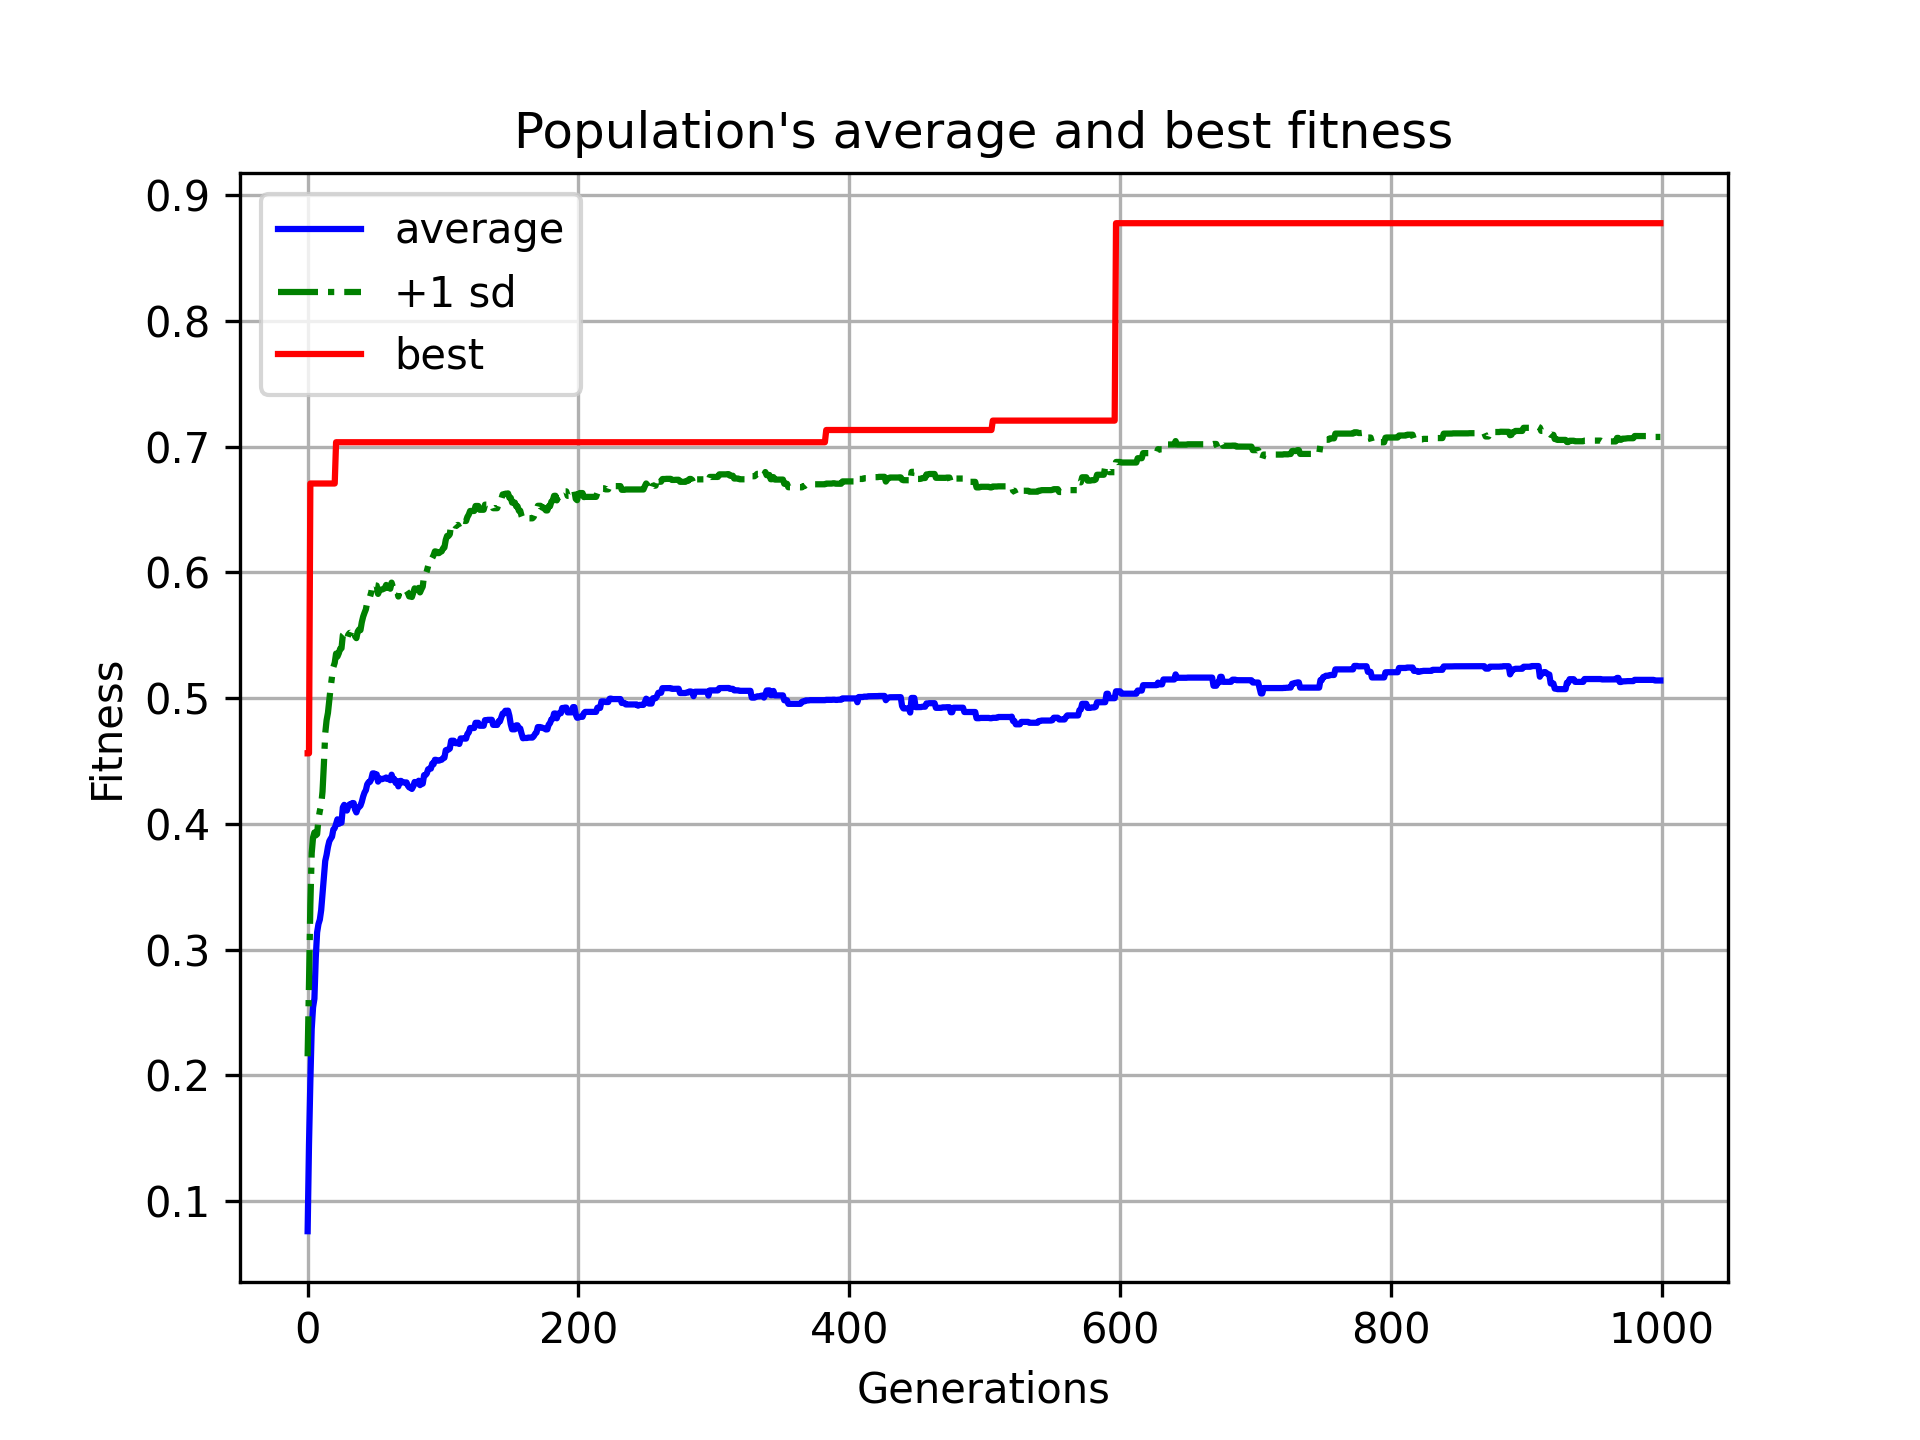 Population's average and best fitness
average
+1 sd
best
0.9
0.8
0.7
0.6
0.5
0.4
0.3
0.2
0.1
Fitness
0 200 400 600 800 1000
Generations